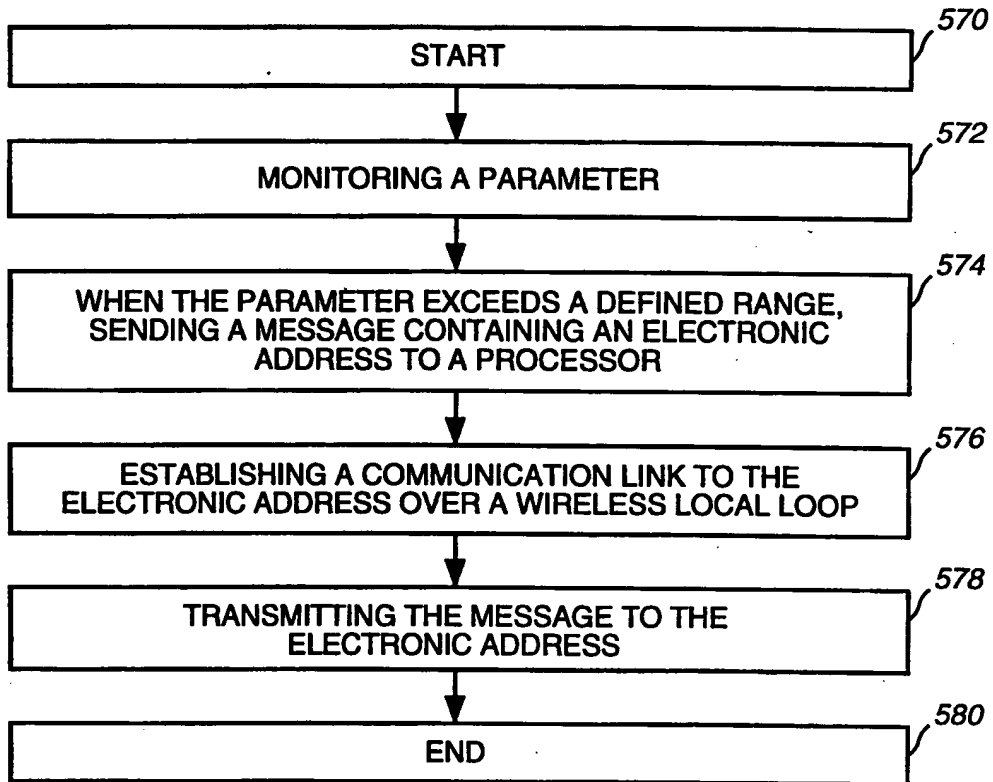 570
START
572
MONITORING A PARAMETER
574
WHEN THE PARAMETER EXCEEDS A DEFINED RANGE,
SENDING A MESSAGE CONTAINING AN ELECTRONIC
ADDRESS TO A PROCESSOR
576
ESTABLISHING A COMMUNICATION LINK TO THE
ELECTRONIC ADDRESS OVER A WIRELESS LOCAL LOOP
578
TRANSMITTING THE MESSAGE TO THE
ELECTRONIC ADDRESS
580
END